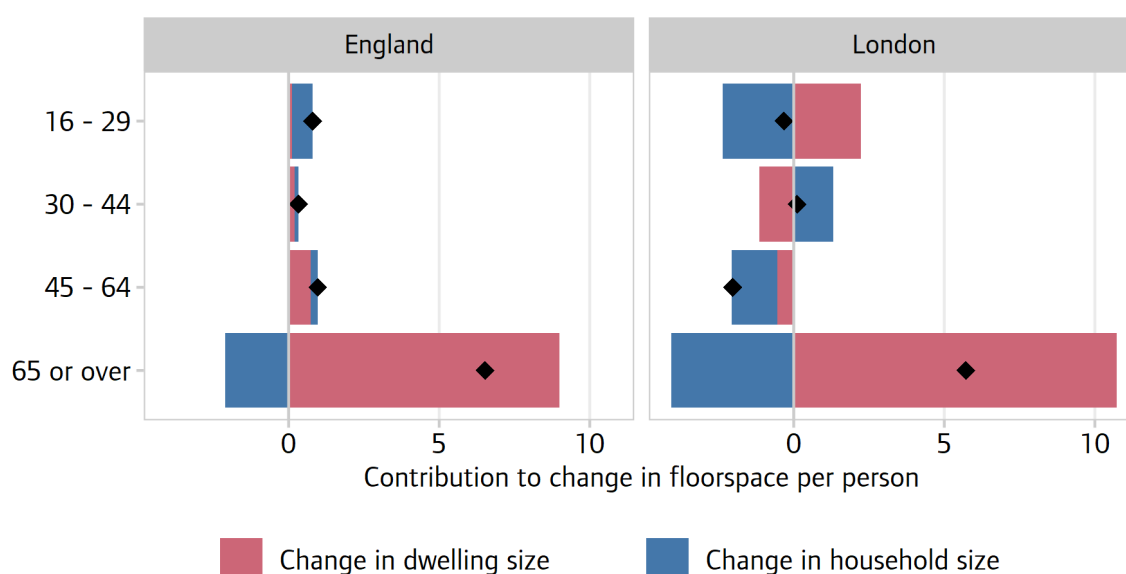 England London
16 - 29
30 - 44
45 - 64
65 or over
0 5 10 0 5 10
Contribution to change in floorspace per person
Change in dwelling size Change in household size